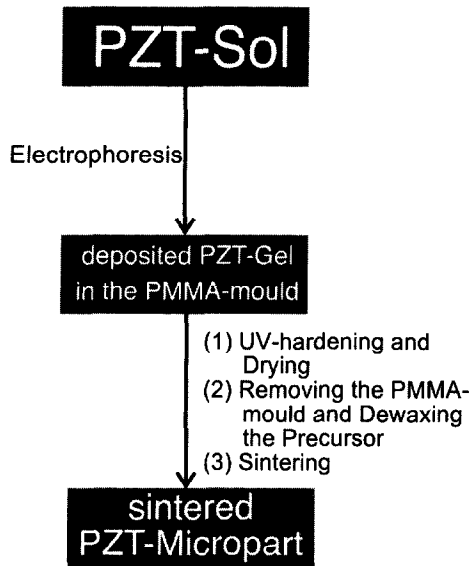 PZT-Sol
Electrophoresis
deposited PZT-Gel
in the PMMA-mould
(1) UV-hardening and
Drying
(2) Removing the PMMA-
mould and Dewaxing
the Precursor
(3) Sintering
sintered
PZT-Micropart